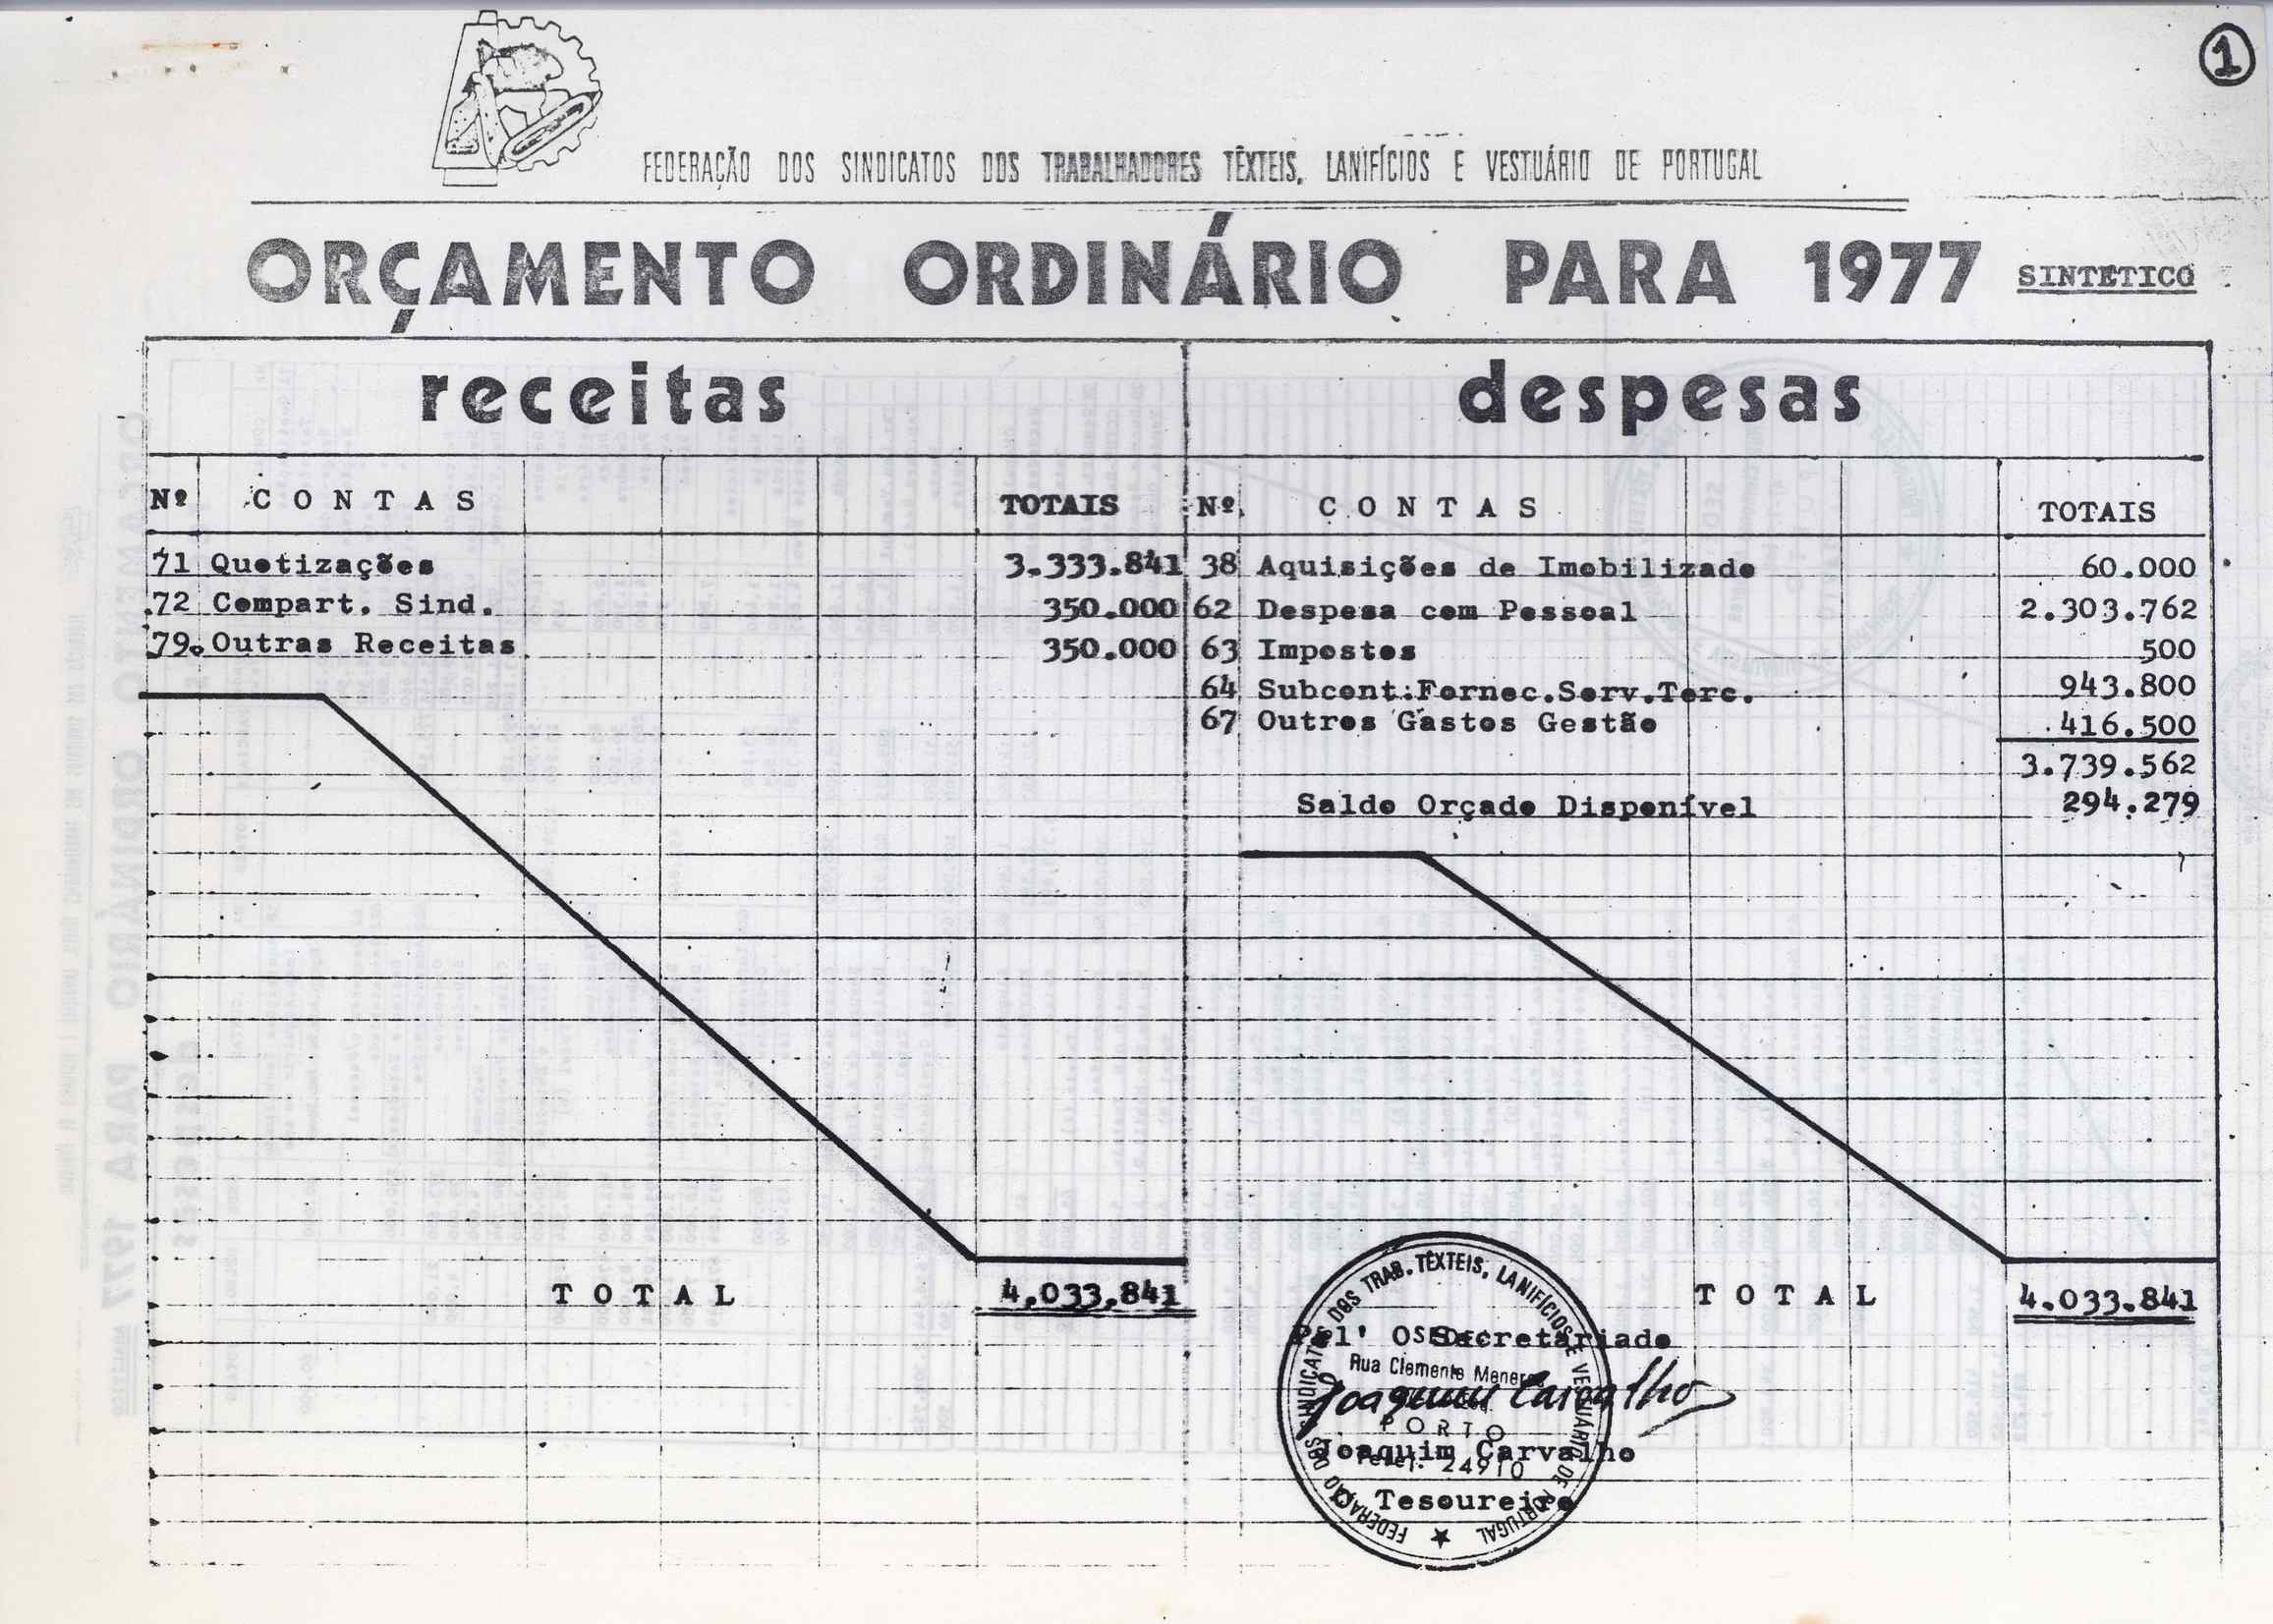 1
FEDERAÇÃO DOS SINDICATOS DOS TRABALHADORES TÊXTEIS, LANIFÍCIOS E VESTUÁRIO DE PORTUGAL
ORÇAMENTO ORDINÁRIO PARA 1977 SINTETICO
receitas
Nº CONTAS TOTAIS
71 Quotizações 3.333.841
72 Compart. Sind. 350.000
79. Outras Receitas 350.000
TOTAL 4,033,841
despesas
Nº CONTAS TOTAIS
38 Aquisições de Imobilizado 60.000
62 Despesa com Pessoal 2.303.762
63 Impostos 500
64 Subcont.Fornec.Serv.Terc. 943.800
67 Outros Gastos Gestão 416.500
3.739.562
Saldo Orçado Disponível 294.279
TOTAL 4.033.841
Pel' O Secretariado
Joaquim Carvalho
Joaquim Carvalho
O Tesoureiro
FEDERAÇÃO DOS SINDICATOS DOS TRAB. TÊXTEIS, LANIFÍCIOS E VESTUÁRIO DE PORTUGAL
SEDE
Rua Clemente Meneres
PORTO
Telef. 24910